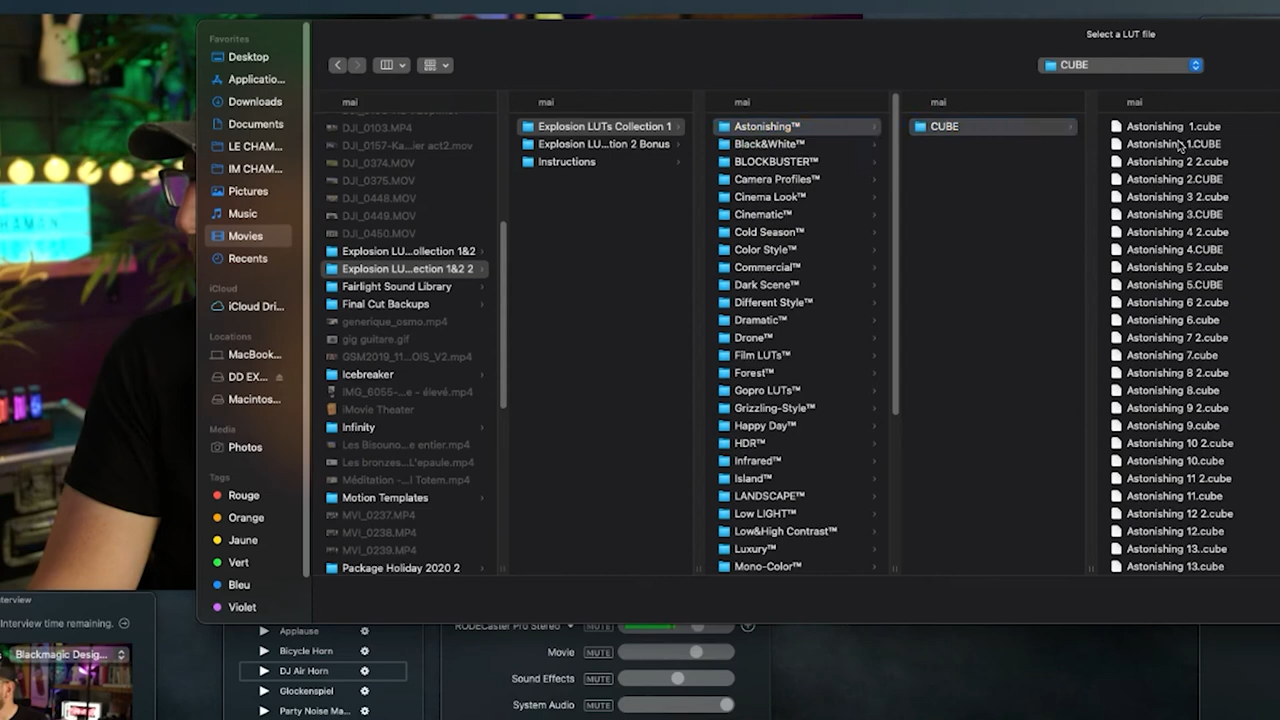 Select a LUT file
CUBE
Favorites
Desktop
Applicatio...
Downloads
Documents
LE CHAM...
IM CHAM...
Pictures
Music
Movies
Recents
iCloud
iCloud Dri...
Locations
MacBook...
DD EX...
Macintos...
Media
Photos
Tags
Rouge
Orange
Jaune
Vert
Bleu
Violet
mai
DJI_0103.MP4
DJI_0157-Ka...ier act2.mov
DJI_0374.MOV
DJI_0375.MOV
DJI_0448.MOV
DJI_0449.MOV
DJI_0450.MOV
Explosion LU...ollection 1&2
Explosion LU...ection 1&2 2
Fairlight Sound Library
Final Cut Backups
generique_osmo.mp4
gig guitare.gif
GSM2019_11...OIS_V2.mp4
Icebreaker
IMG_6055-...e - élevé.mp4
iMovie Theater
Infinity
Les Bisouno...e entier.mp4
Les bronzes...L'epaule.mp4
Méditation -...l Totem.mp4
Motion Templates
MVI_0237.MP4
MVI_0238.MP4
MVI_0239.MP4
Package Holiday 2020 2
mai
Explosion LUTs Collection 1
Explosion LU...tion 2 Bonus
Instructions
mai
Astonishing™
Black&White™
BLOCKBUSTER™
Camera Profiles™
Cinema Look™
Cinematic™
Cold Season™
Color Style™
Commercial™
Dark Scene™
Different Style™
Dramatic™
Drone™
Film LUTs™
Forest™
Gopro LUTs™
Grizzling-Style™
Happy Day™
HDR™
Infrared™
Island™
LANDSCAPE™
Low LIGHT™
Low&High Contrast™
Luxury™
Mono-Color™
mai
CUBE
mai
Astonishing 1.cube
Astonishing 1.CUBE
Astonishing 2 2.cube
Astonishing 2.CUBE
Astonishing 3 2.cube
Astonishing 3.CUBE
Astonishing 4 2.cube
Astonishing 4.CUBE
Astonishing 5 2.cube
Astonishing 5.CUBE
Astonishing 6 2.cube
Astonishing 6.cube
Astonishing 7 2.cube
Astonishing 7.cube
Astonishing 8 2.cube
Astonishing 8.cube
Astonishing 9 2.cube
Astonishing 9.cube
Astonishing 10 2.cube
Astonishing 10.cube
Astonishing 11 2.cube
Astonishing 11.cube
Astonishing 12 2.cube
Astonishing 12.cube
Astonishing 13..cube
Astonishing 13.cube
nterview
Interview time remaining.
Blackmagic Desig...
Applause
Bicycle Horn
DJ Air Horn
Glockenspiel
Party Noise Ma...
RODECaster Pro Stereo MUTE
Movie MUTE
Sound Effects MUTE
System Audio MUTE
HAMAN